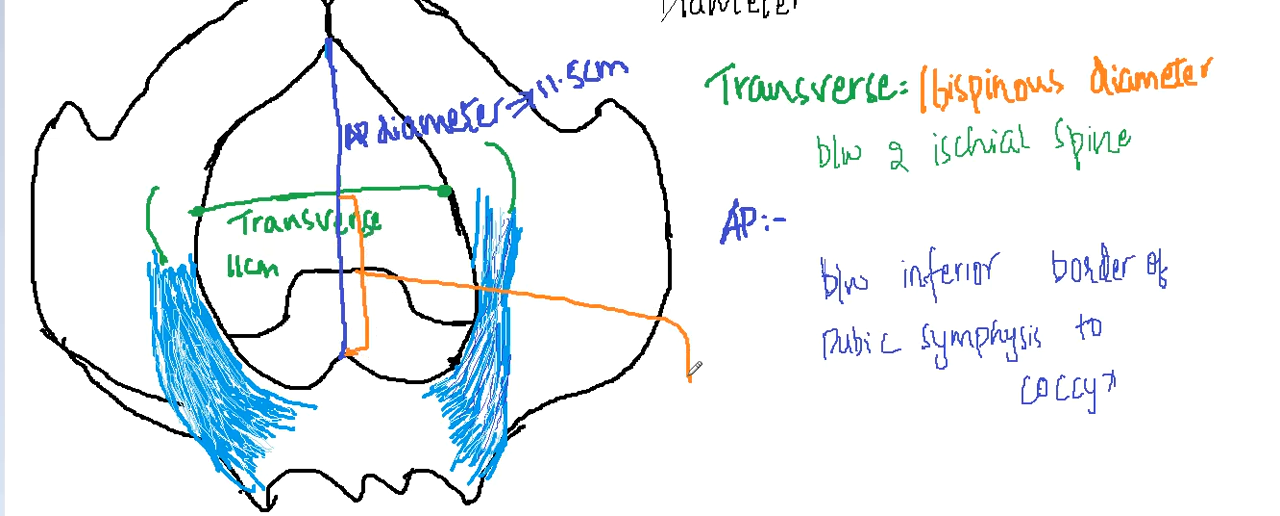 Diameter
AP diameter → 11.5cm
Transverse
11cm
Transverse: bispinous diameter
b/w 2 ischial spine
AP:-
b/w inferior border of
Pubic symphysis to
coccyx